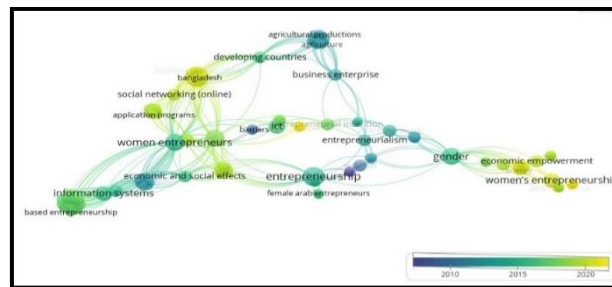 agricultural productions
agriculture
developing countries
business enterprise
bangladesh
social networking (online)
application programs
barriers
ict
entrepreneurial intention
women entrepreneurs
entrepreneurialism
gender
economic empowerment
economic and social effects
entrepreneurship
women's entrepreneurship
information systems
female arab entrepreneurs
based entrepreneurship
2010
2015
2020